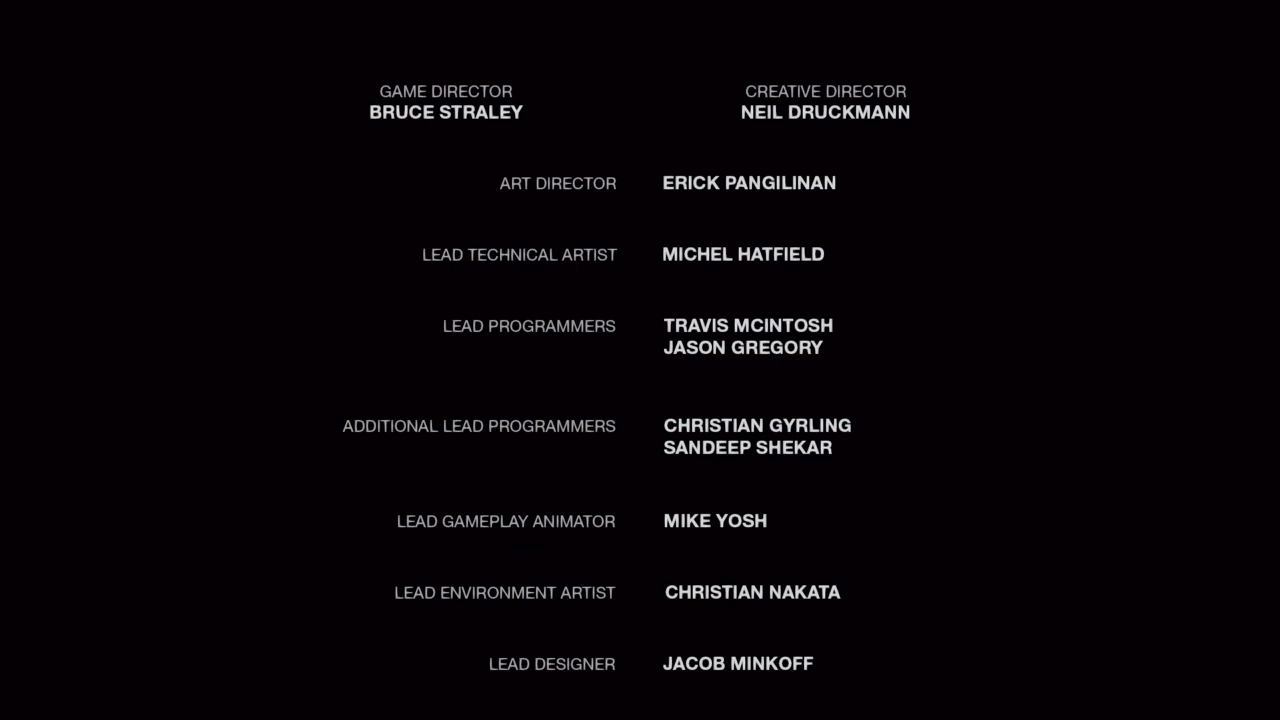 GAME DIRECTOR
BRUCE STRALEY
CREATIVE DIRECTOR
NEIL DRUCKMANN
ART DIRECTOR ERICK PANGILINAN
LEAD TECHNICAL ARTIST MICHEL HATFIELD
LEAD PROGRAMMERS TRAVIS MCINTOSH
JASON GREGORY
ADDITIONAL LEAD PROGRAMMERS CHRISTIAN GYRLING
SANDEEP SHEKAR
LEAD GAMEPLAY ANIMATOR MIKE YOSH
LEAD ENVIRONMENT ARTIST CHRISTIAN NAKATA
LEAD DESIGNER JACOB MINKOFF